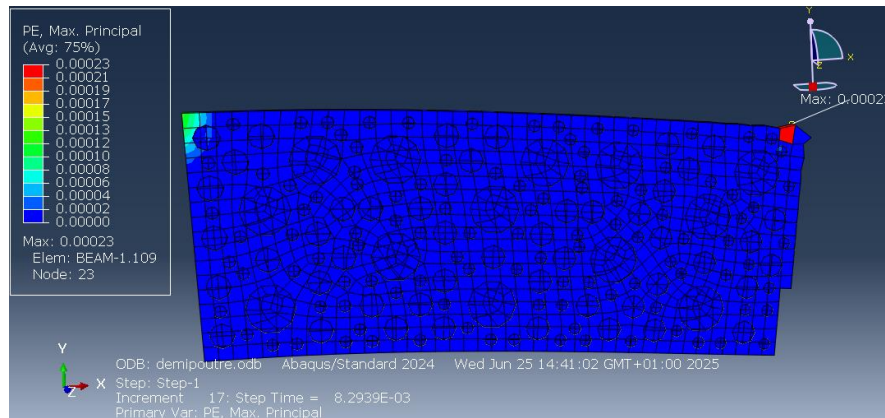 PE, Max. Principal
(Avg: 75%)
0.00023
0.00021
0.00019
0.00017
0.00015
0.00013
0.00012
0.00010
0.00008
0.00006
0.00004
0.00002
0.00000
Max: 0.00023
Elem: BEAM-1.109
Node: 23
Y
X
Z
Max: 0.00023
Y
X
Z
ODB: demipoutre.odb Abaqus/Standard 2024 Wed Jun 25 14:41:02 GMT+01:00 2025
Step: Step-1
Increment 17: Step Time = 8.2939E-03
Primary Var: PE, Max. Principal